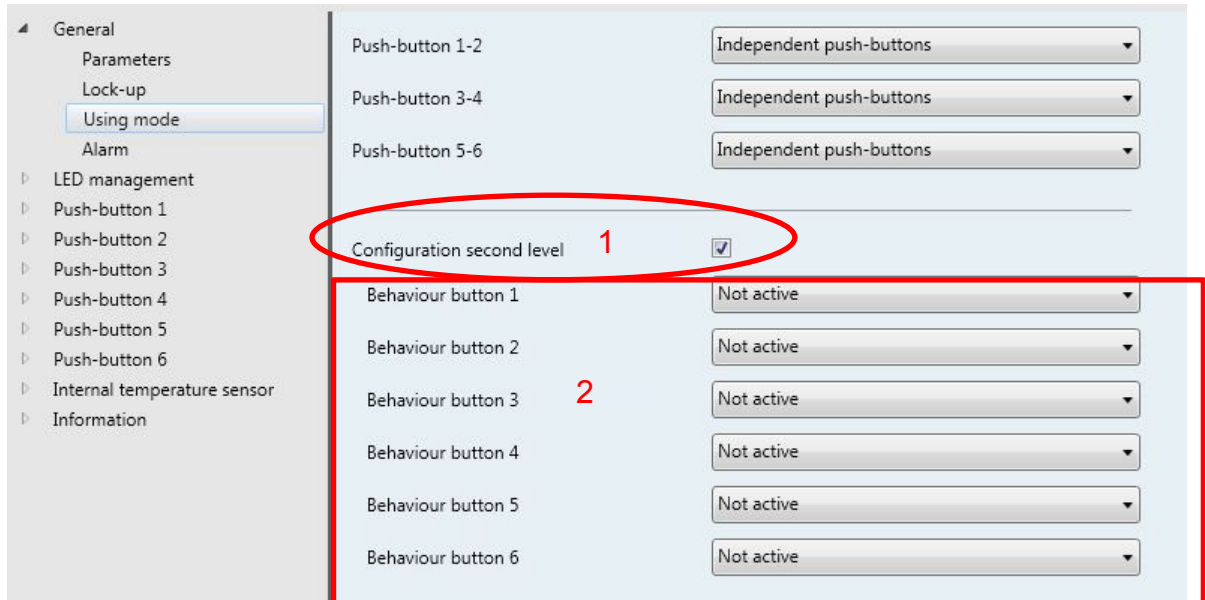 General
Parameters
Lock-up
Using mode
Alarm
LED management
Push-button 1
Push-button 2
Push-button 3
Push-button 4
Push-button 5
Push-button 6
Internal temperature sensor
Information
Push-button 1-2 Independent push-buttons
Push-button 3-4 Independent push-buttons
Push-button 5-6 Independent push-buttons
Configuration second level 1
Behaviour button 1 Not active
Behaviour button 2 Not active
2
Behaviour button 3 Not active
Behaviour button 4 Not active
Behaviour button 5 Not active
Behaviour button 6 Not active